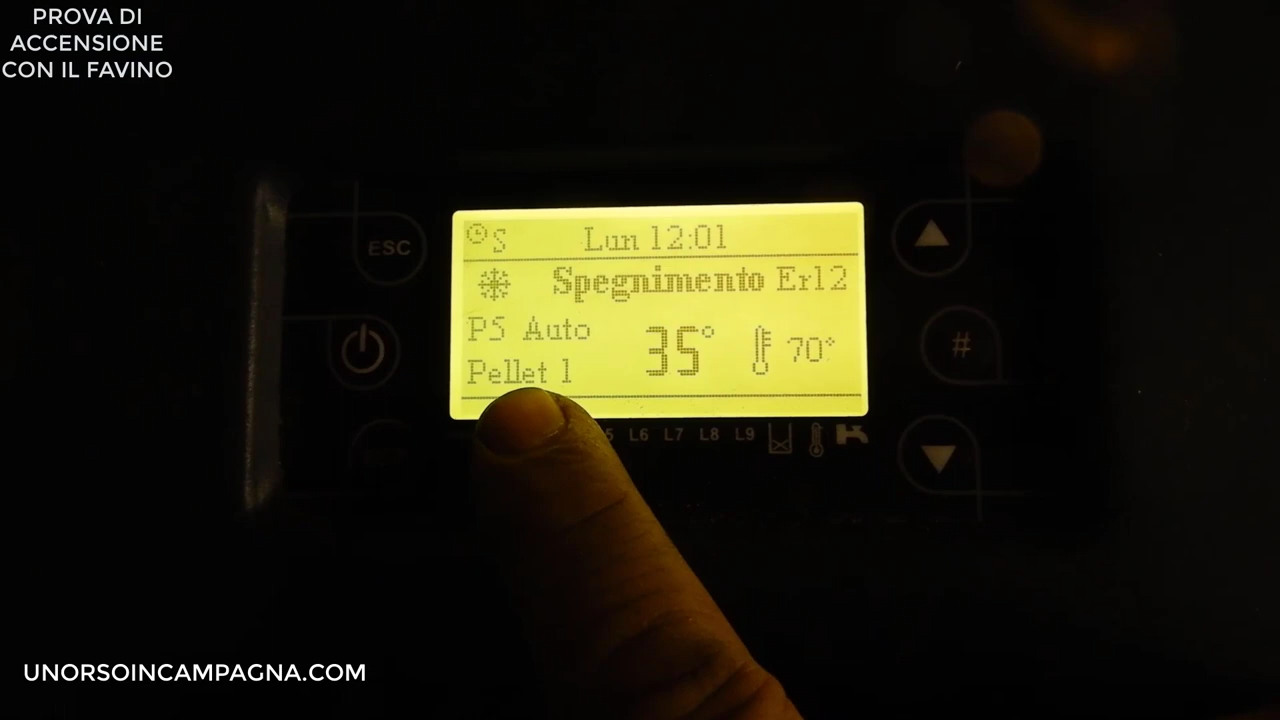 PROVA DI
ACCENSIONE
CON IL FAVINO
S Lun 12:01
Spegnimento Er12
P5 Auto
Pellet 1
35° 70°
ESC
#
L6 L7 L8 L9
UNORSOINCAMPAGNA.COM